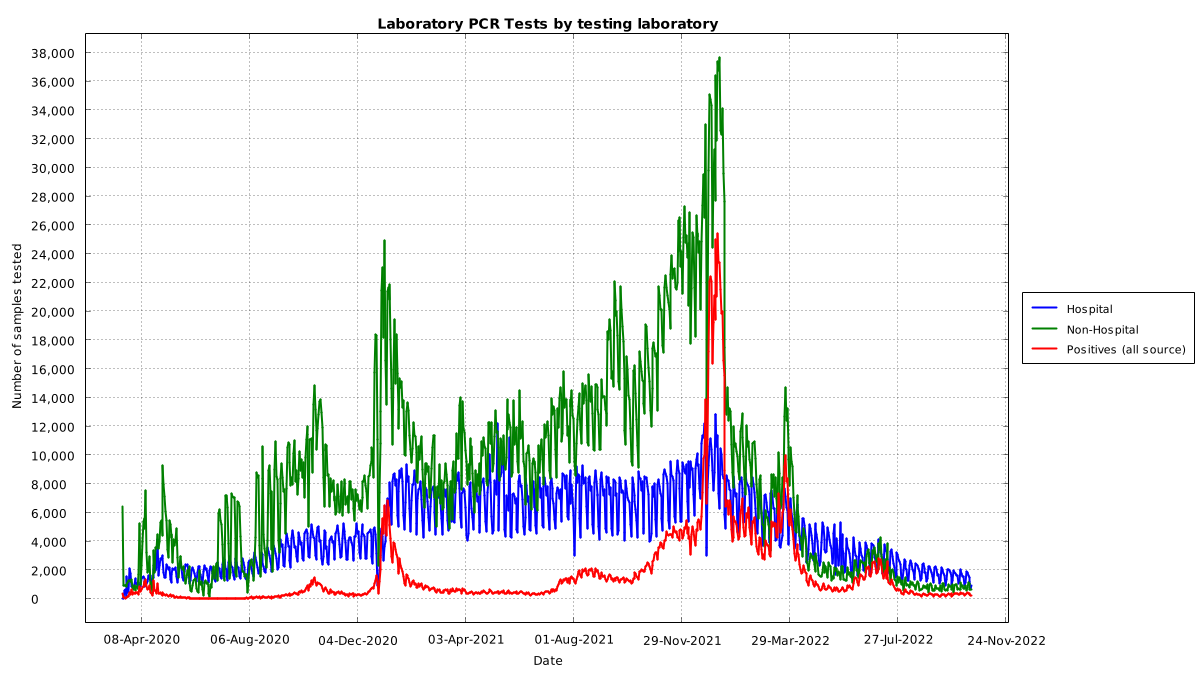 Laboratory PCR Tests by testing laboratory
38,000
36,000
34,000
32,000
30,000
28,000
26,000
24,000
22,000
20,000
18,000
16,000
14,000
12,000
10,000
8,000
6,000
4,000
2,000
0
Number of samples tested
08-Apr-2020
06-Aug-2020
04-Dec-2020
03-Apr-2021
01-Aug-2021
29-Nov-2021
29-Mar-2022
27-Jul-2022
24-Nov-2022
Date
Hospital
Non-Hospital
Positives (all source)